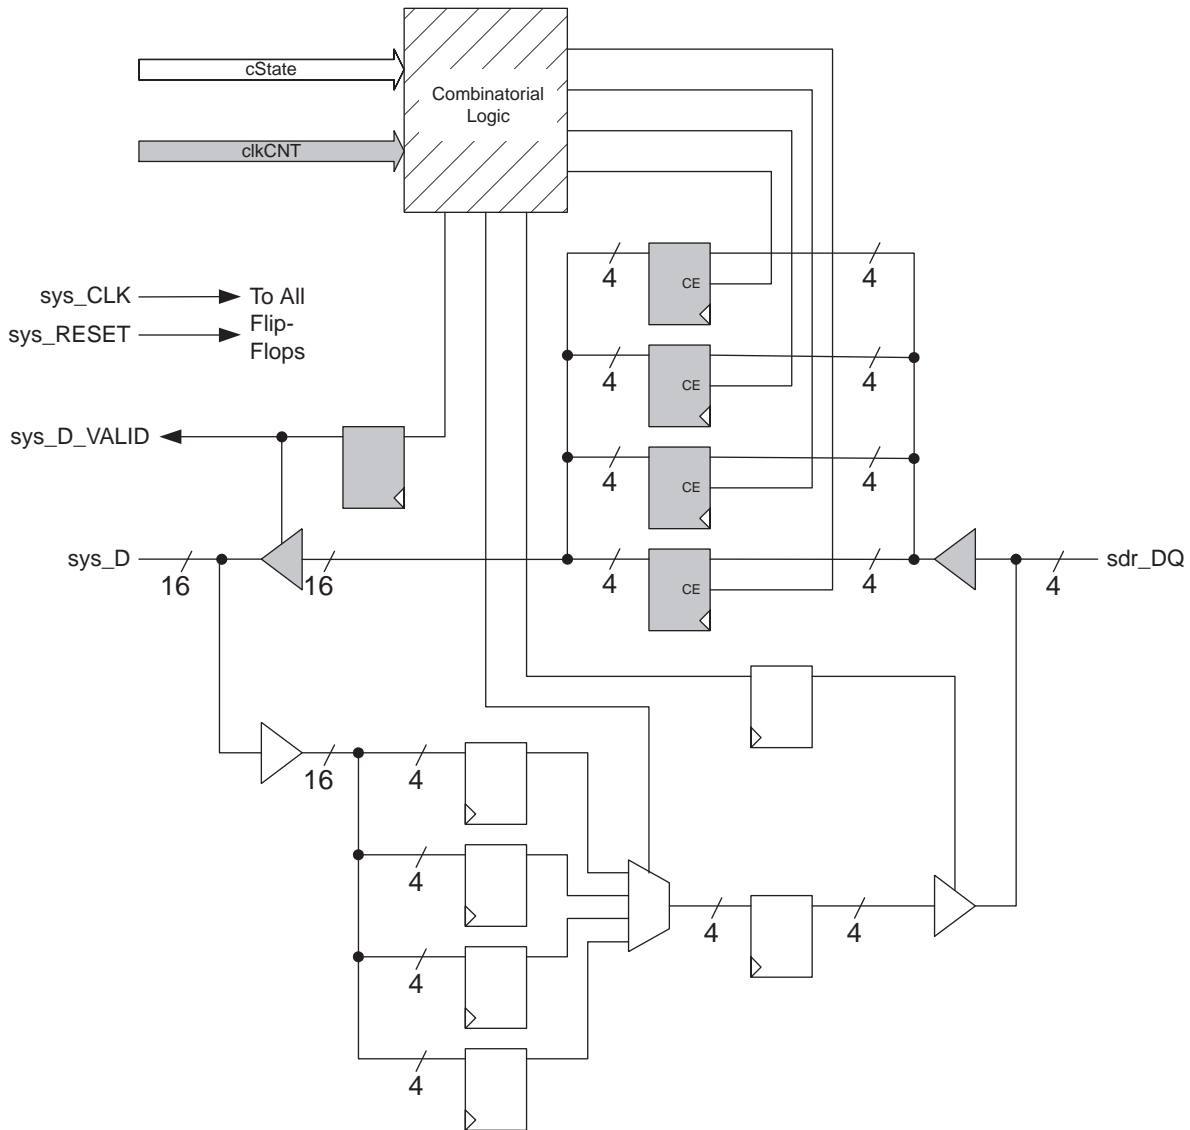 cState
Combinatorial
Logic
clkCNT
4
CE
4
sys_CLK
To All
sys_RESET
Flip-
Flops
4
CE
4
sys_D_VALID
4
CE
4
sys_D
16
16
4
CE
4
4
sdr_DQ
16
4
4
4
4
4
4